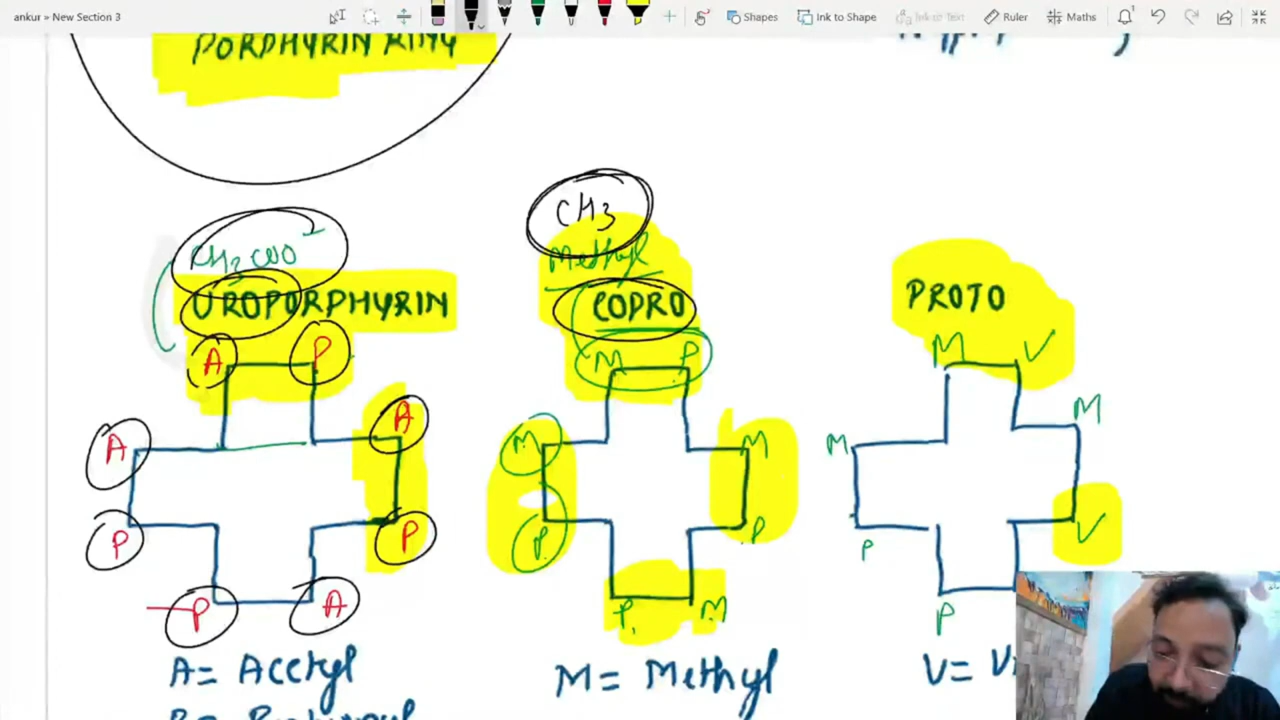 ankur » New Section 3
Shapes
Ink to Shape
Ink to Text
Ruler
Maths
PORPHYRIN RING
CH3
CH2COO
Methyl
UROPORPHYRIN
COPRO
PROTO
A P
M P
M V
A
A
M
M
M
M
P
P
P
P
P
V
P A
P M
P
A= Acetyl
M= Methyl
V=